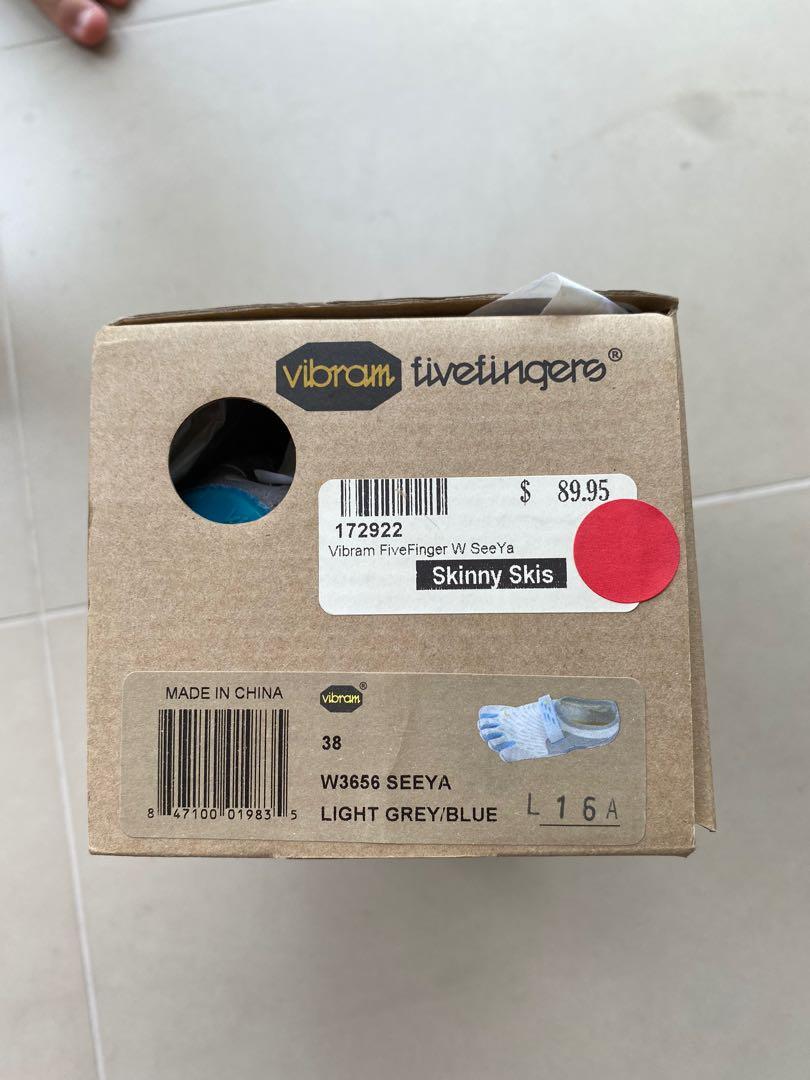 vibram fivefingers®
$ 89.95
172922
Vibram FiveFinger W SeeYa
Skinny Skis
MADE IN CHINA
vibram®
38
W3656 SEEYA
LIGHT GREY/BLUE
L 16A
8 47100 01983 5